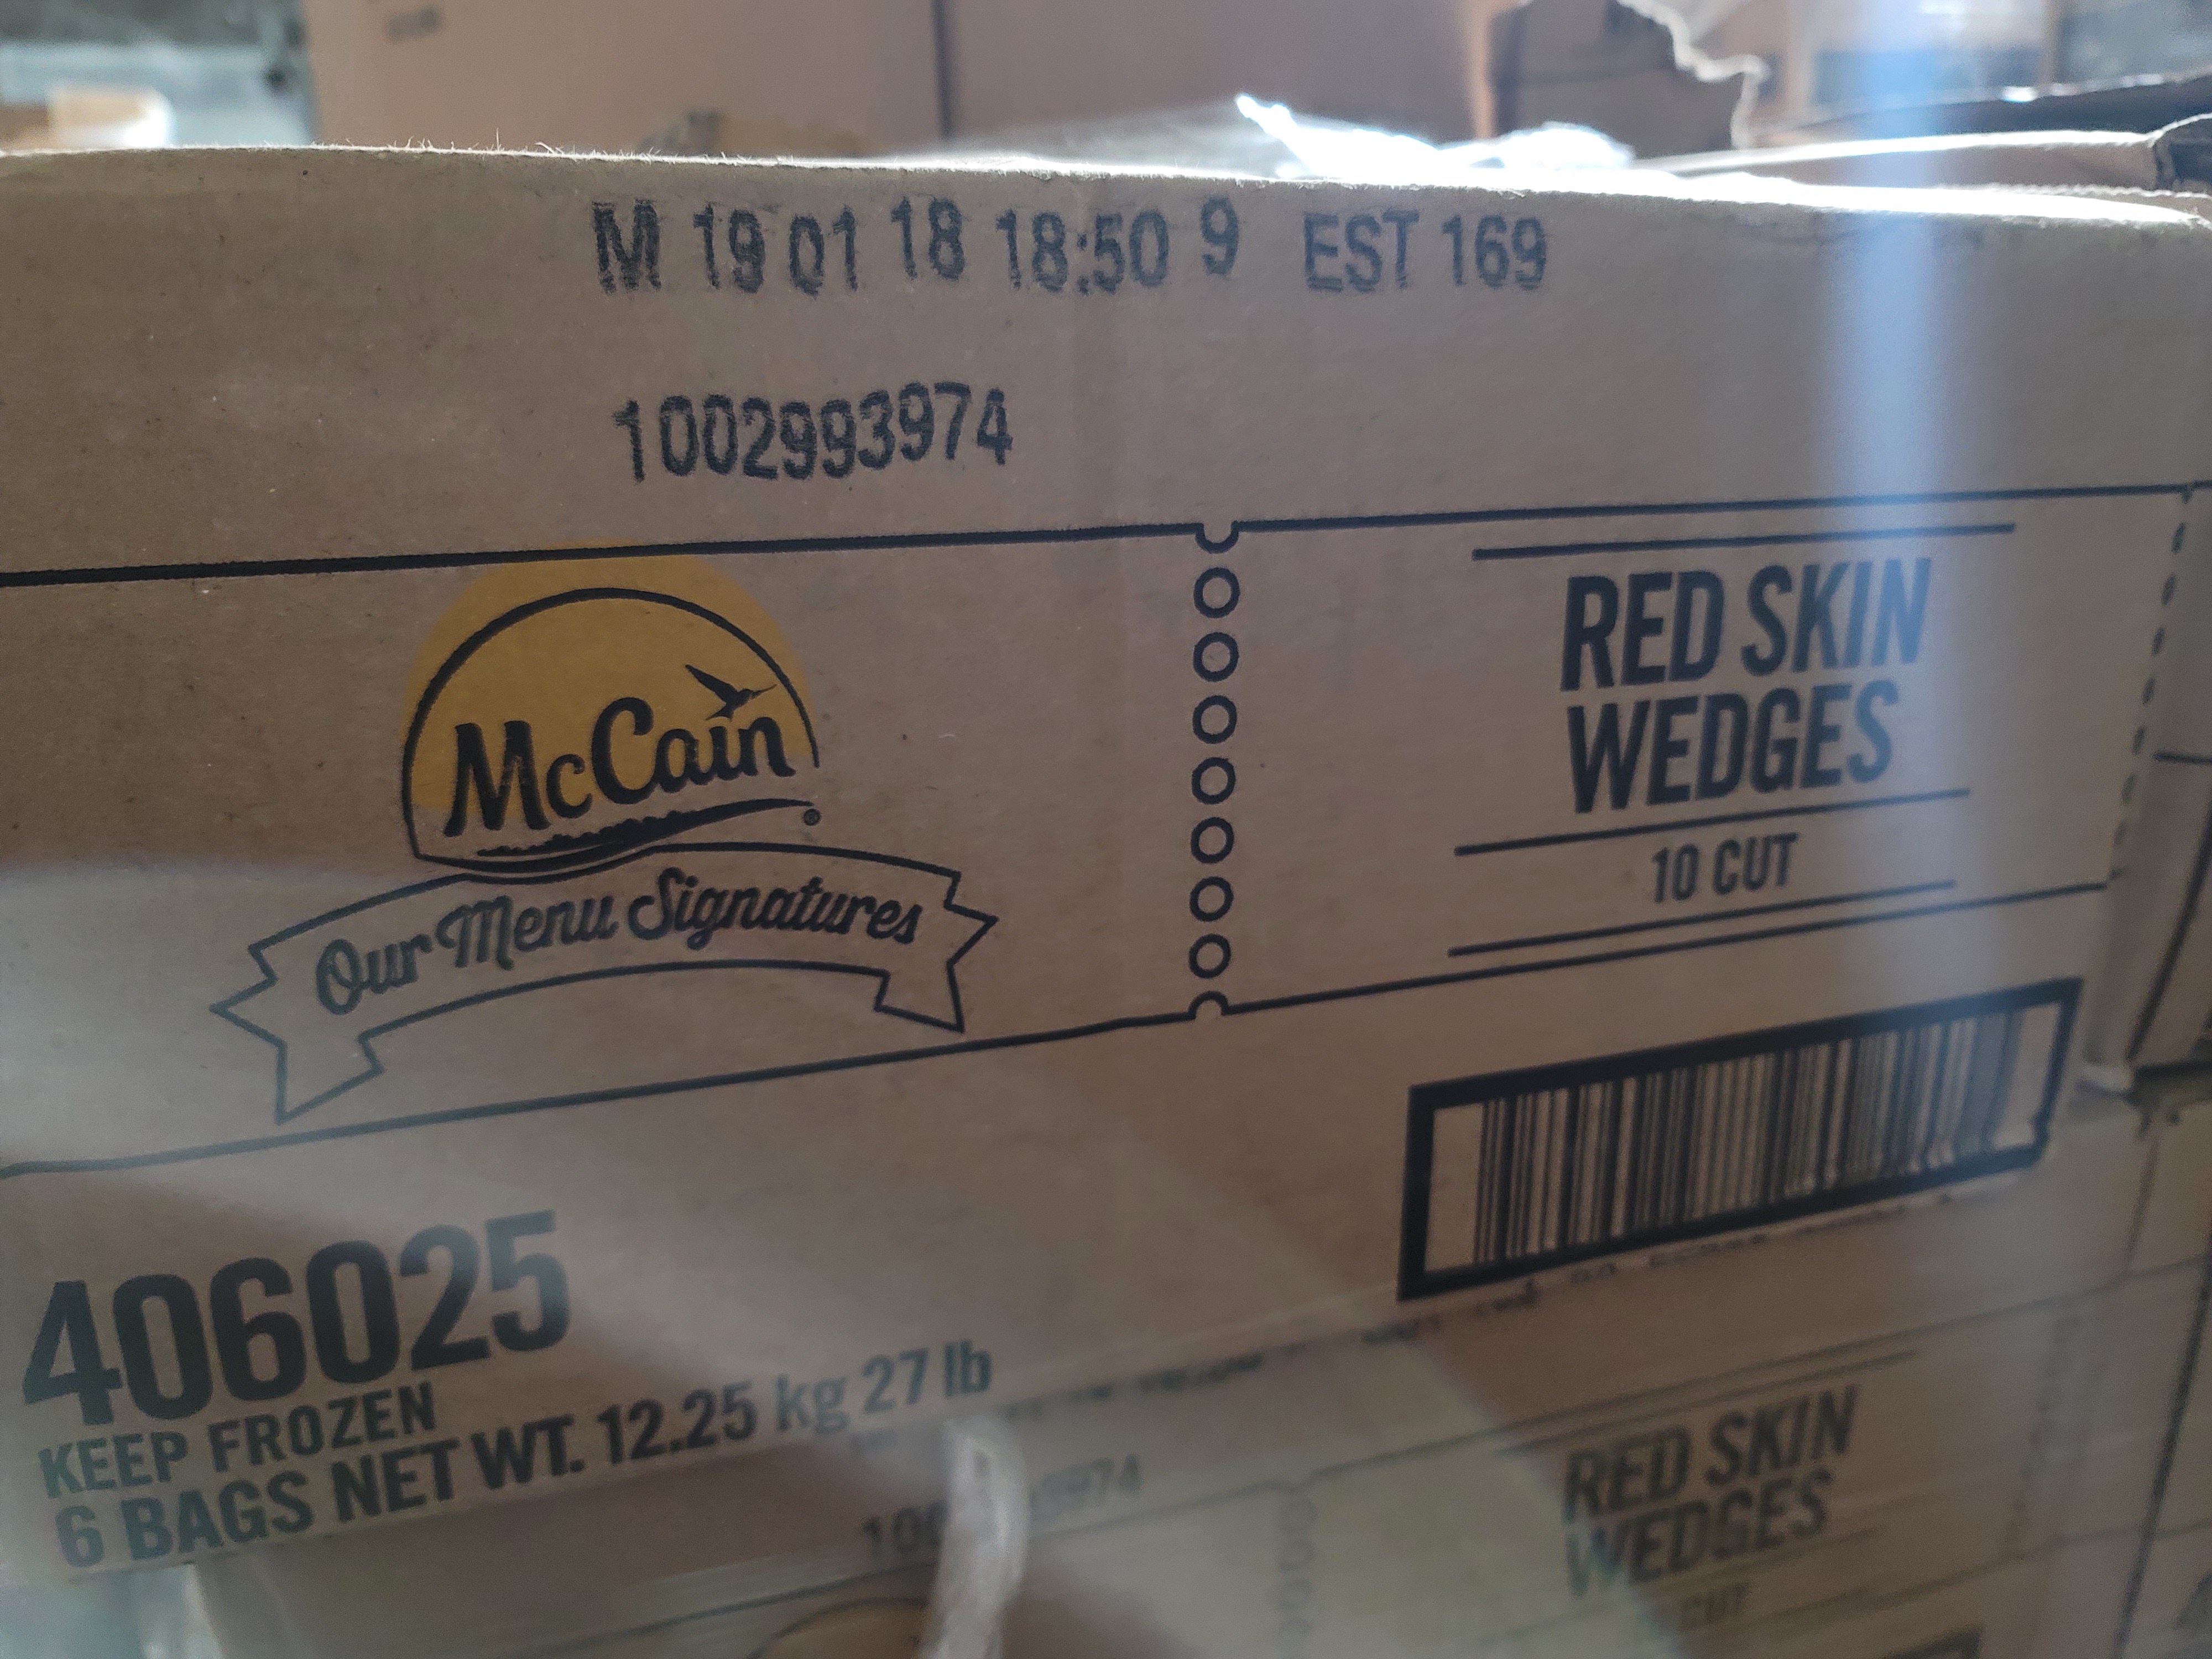 M 19 01 18 18:50 9 EST 169
1002993974
McCain
Our Menu Signatures
RED SKIN
WEDGES
10 CUT
406025
KEEP FROZEN
6 BAGS NET WT. 12.25 kg 27 lb
RED SKIN
WEDGES
CUT